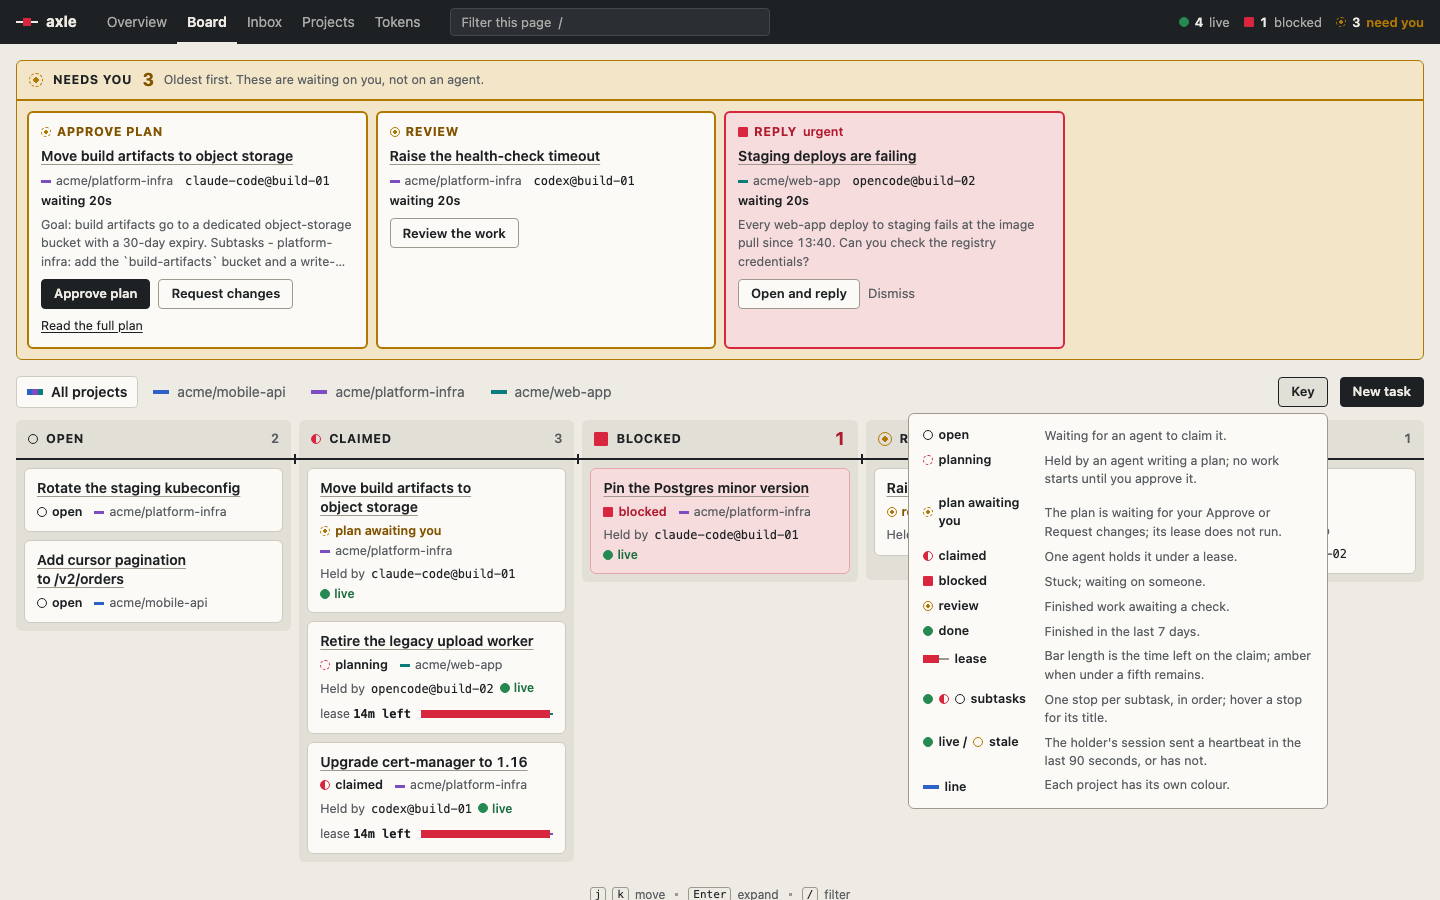 axle Overview Board Inbox Projects Tokens Filter this page / 4 live 1 blocked 3 need you
NEEDS YOU 3 Oldest first. These are waiting on you, not on an agent.
APPROVE PLAN
Move build artifacts to object storage
acme/platform-infra claude-code@build-01
waiting 20s
Goal: build artifacts go to a dedicated object-storage
bucket with a 30-day expiry. Subtasks - platform-
infra: add the `build-artifacts` bucket and a write-...
Approve plan Request changes
Read the full plan
REVIEW
Raise the health-check timeout
acme/platform-infra codex@build-01
waiting 20s
Review the work
REPLY urgent
Staging deploys are failing
acme/web-app opencode@build-02
waiting 20s
Every web-app deploy to staging fails at the image
pull since 13:40. Can you check the registry
credentials?
Open and reply Dismiss
All projects acme/mobile-api acme/platform-infra acme/web-app Key New task
OPEN 2
Rotate the staging kubeconfig
open acme/platform-infra
Add cursor pagination
to /v2/orders
open acme/mobile-api
CLAIMED 3
Move build artifacts to
object storage
plan awaiting you
acme/platform-infra
Held by claude-code@build-01
live
Retire the legacy upload worker
planning acme/web-app
Held by opencode@build-02 live
lease 14m left
Upgrade cert-manager to 1.16
claimed acme/platform-infra
Held by codex@build-01 live
lease 14m left
BLOCKED 1
Pin the Postgres minor version
blocked acme/platform-infra
Held by claude-code@build-01
live
R
Rai
re
Held
1
-02
open Waiting for an agent to claim it.
planning Held by an agent writing a plan; no work
starts until you approve it.
plan awaiting
you
The plan is waiting for your Approve or
Request changes; its lease does not run.
claimed One agent holds it under a lease.
blocked Stuck; waiting on someone.
review Finished work awaiting a check.
done Finished in the last 7 days.
lease Bar length is the time left on the claim; amber
when under a fifth remains.
subtasks One stop per subtask, in order; hover a stop
for its title.
live / stale The holder's session sent a heartbeat in the
last 90 seconds, or has not.
line Each project has its own colour.
j k move • Enter expand • / filter